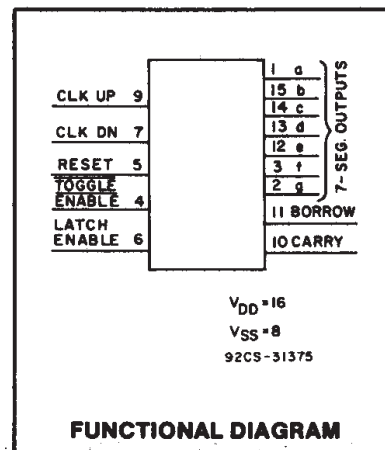 CLK UP 9
CLK DN 7
RESET 5
TOGGLE
ENABLE 4
LATCH
ENABLE 6
1 a
15 b
14 c
13 d
12 e
3 f
2 g
7-SEG. OUTPUTS
11 BORROW
10 CARRY
VDD=16
VSS=8
92CS-31375
FUNCTIONAL DIAGRAM